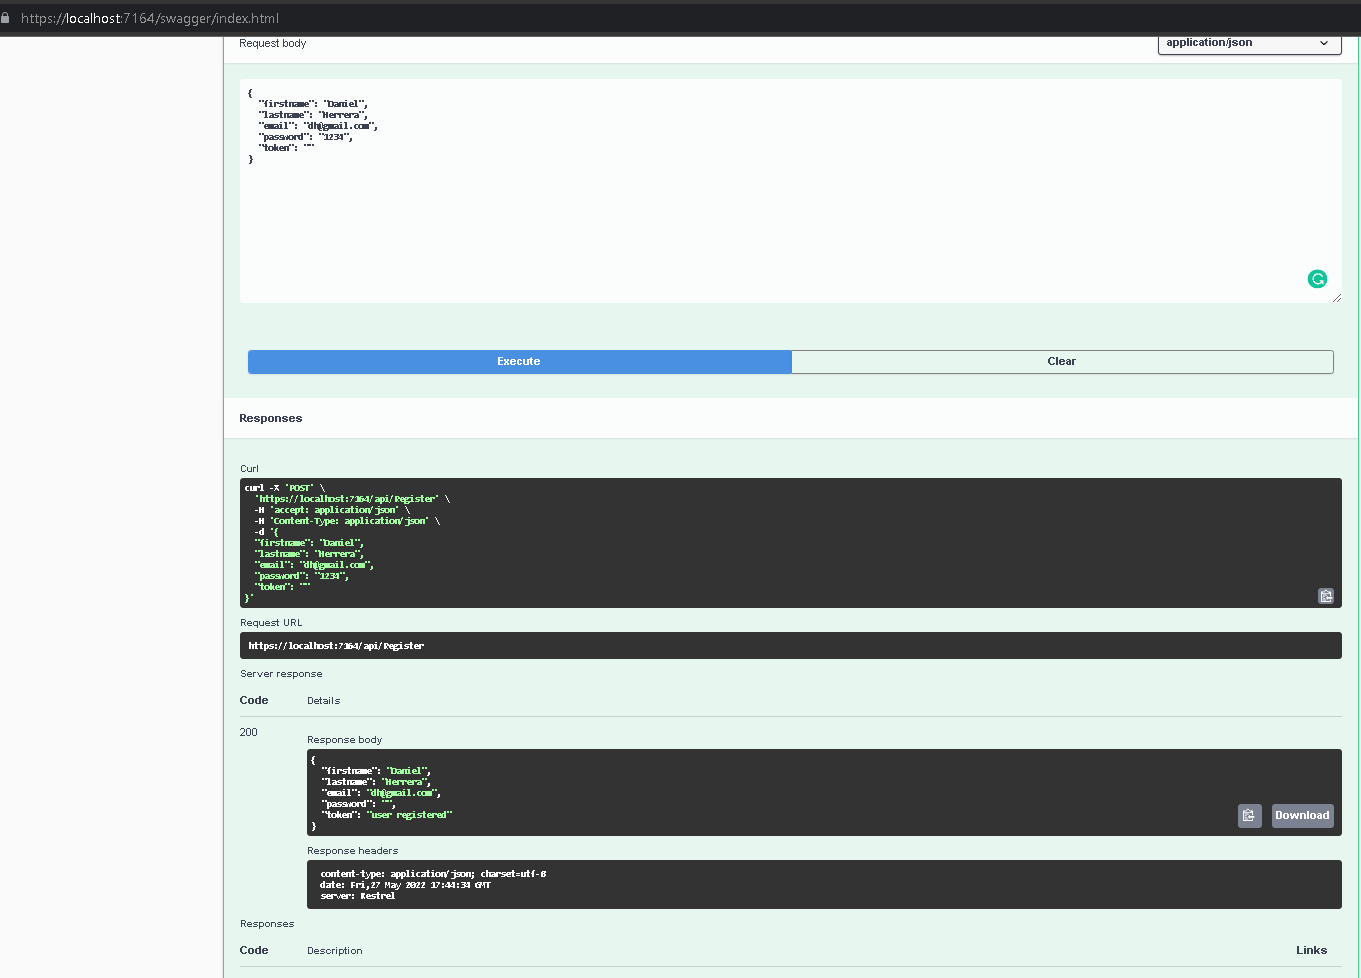 https://localhost:7164/swagger/index.html
Request body
application/json
{
"firstname": "Daniel",
"lastname": "Herrera",
"email": "dh@gmail.com",
"password": "1234",
"token": ""
}
Execute
Clear
Responses
Curl
curl -X 'POST' \
'https://localhost:7164/api/Register' \
-H 'accept: application/json' \
-H 'Content-Type: application/json' \
-d '{
"firstname": "Daniel",
"lastname": "Herrera",
"email": "dh@gmail.com",
"password": "1234",
"token": ""
}'
Request URL
https://localhost:7164/api/Register
Server response
Code Details
200
Response body
{
"firstname": "Daniel",
"lastname": "Herrera",
"email": "dh@gmail.com",
"password": "",
"token": "user registered"
}
Download
Response headers
content-type: application/json; charset=utf-8
date: Fri,27 May 2022 17:44:34 GMT
server: Kestrel
Responses
Code Description Links